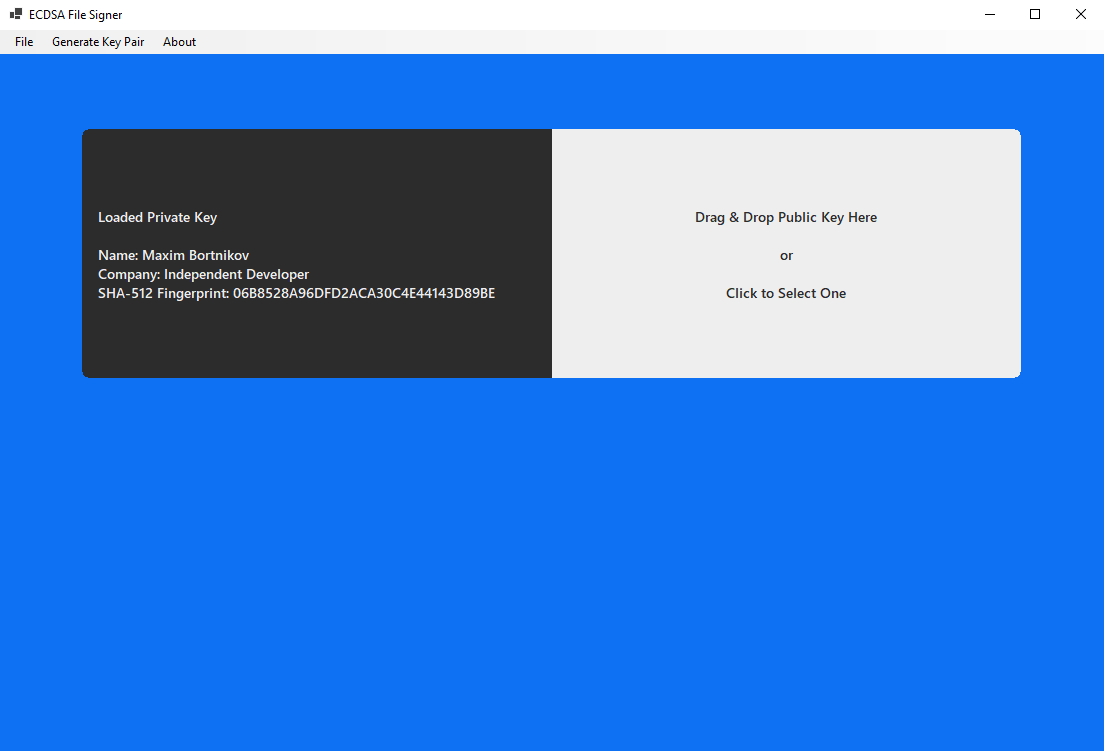 ECDSA File Signer
File Generate Key Pair About
Loaded Private Key
Name: Maxim Bortnikov
Company: Independent Developer
SHA-512 Fingerprint: 06B8528A96DFD2ACA30C4E44143D89BE
Drag & Drop Public Key Here
or
Click to Select One